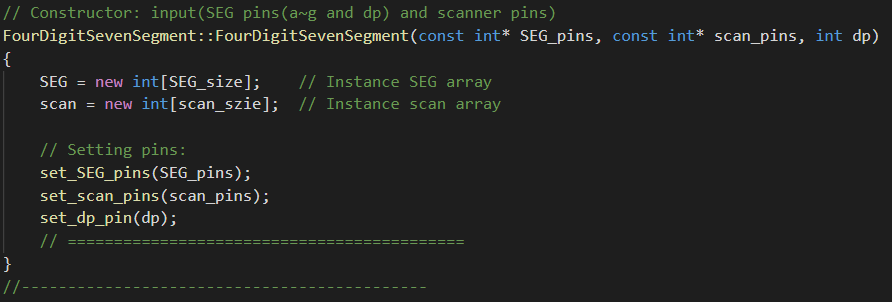 // Constructor: input(SEG pins(a~g and dp) and scanner pins)
FourDigitSevenSegment::FourDigitSevenSegment(const int* SEG_pins, const int* scan_pins, int dp)
{
    SEG = new int[SEG_size];    // Instance SEG array
    scan = new int[scan_szie];  // Instance scan array

    // Setting pins:
    set_SEG_pins(SEG_pins);
    set_scan_pins(scan_pins);
    set_dp_pin(dp);
    // ===========================================
}
//--------------------------------------------